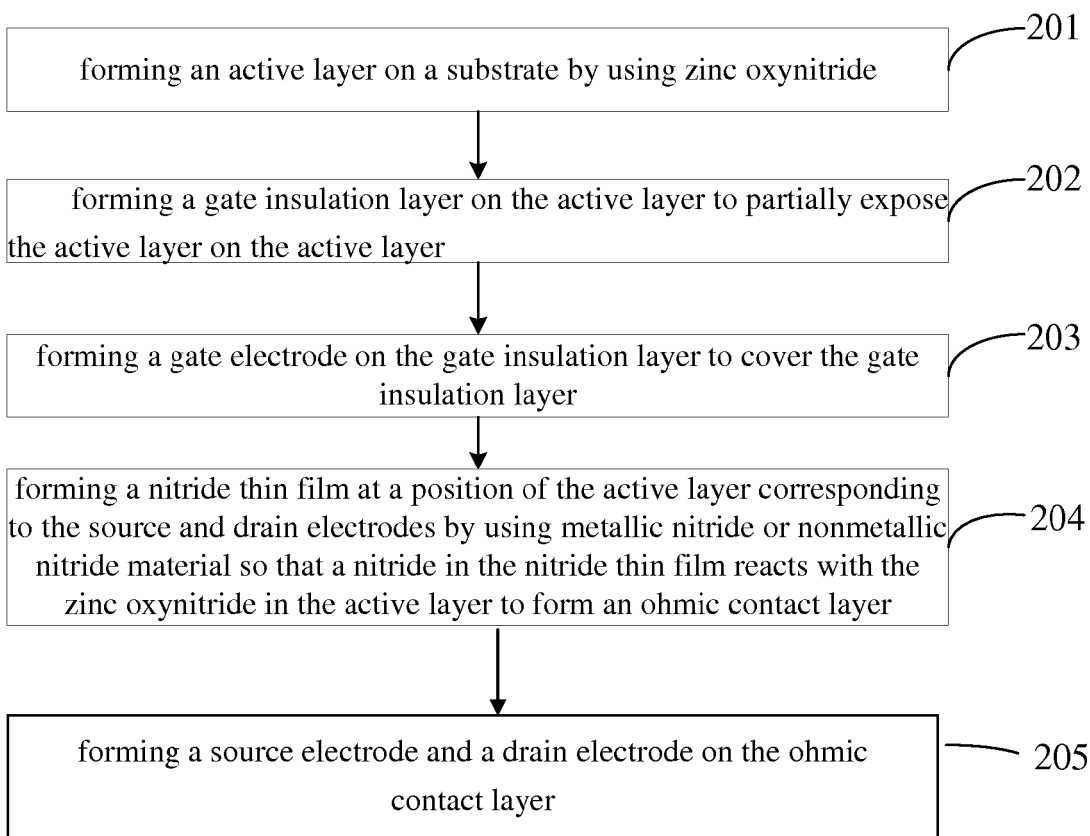 201
forming an active layer on a substrate by using zinc oxynitride
202
forming a gate insulation layer on the active layer to partially expose
the active layer on the active layer
203
forming a gate electrode on the gate insulation layer to cover the gate
insulation layer
forming a nitride thin film at a position of the active layer corresponding
to the source and drain electrodes by using metallic nitride or nonmetallic
204
nitride material so that a nitride in the nitride thin film reacts with the
zinc oxynitride in the active layer to form an ohmic contact layer
forming a source electrode and a drain electrode on the ohmic
205
contact layer